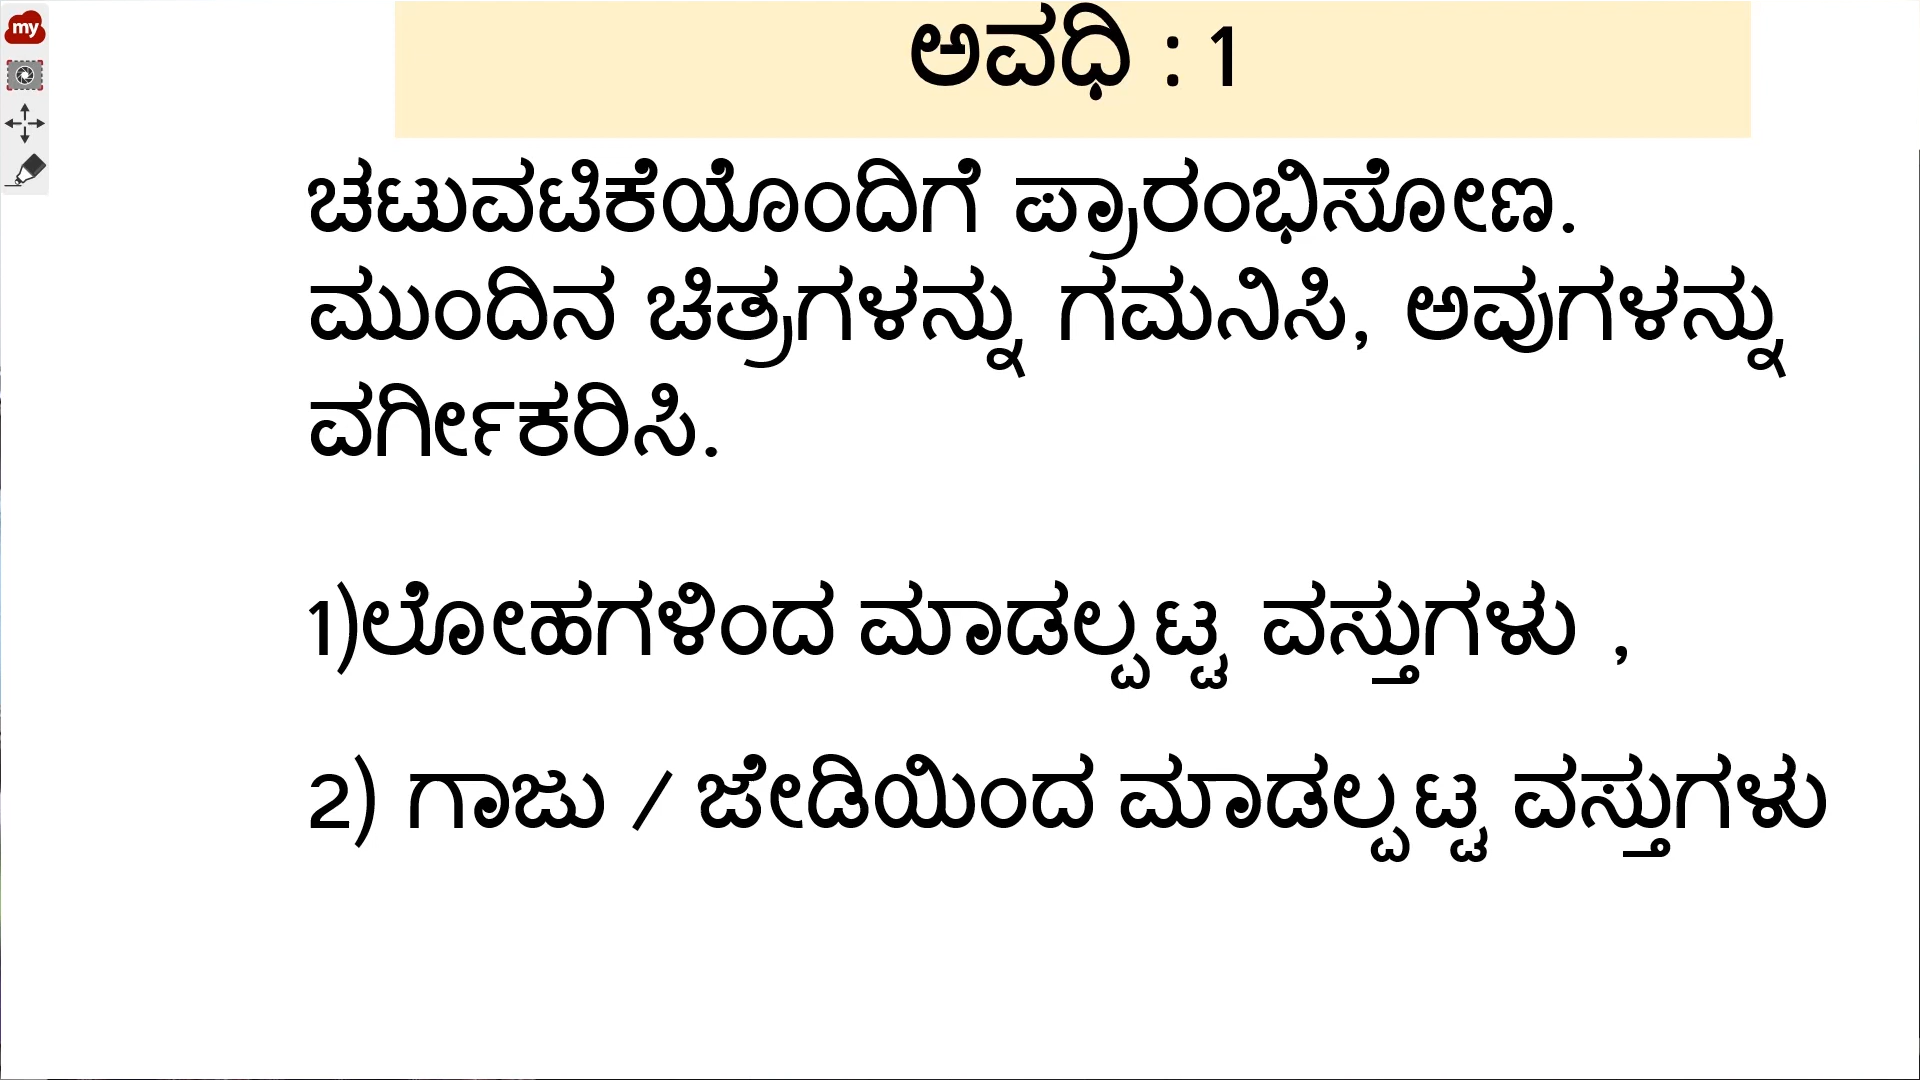 my
ಅವಧಿ : 1
ಚಟುವಟಿಕೆಯೊಂದಿಗೆ ಪ್ರಾರಂಭಿಸೋಣ.
ಮುಂದಿನ ಚಿತ್ರಗಳನ್ನು ಗಮನಿಸಿ, ಅವುಗಳನ್ನು
ವರ್ಗೀಕರಿಸಿ.
1)ಲೋಹಗಳಿಂದ ಮಾಡಲ್ಪಟ್ಟ ವಸ್ತುಗಳು ,
2) ಗಾಜು / ಜೇಡಿಯಿಂದ ಮಾಡಲ್ಪಟ್ಟ ವಸ್ತುಗಳು